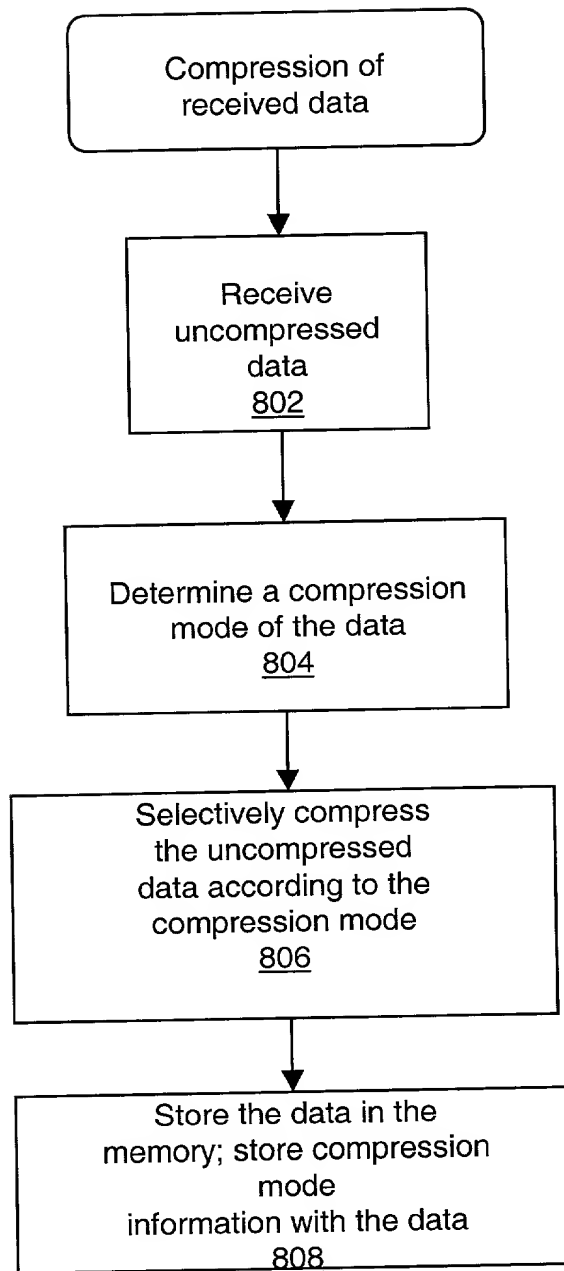 Compression of
received data
Receive
uncompressed
data
802
Determine a compression
mode of the data
804
Selectively compress
the uncompressed
data according to the
compression mode
806
Store the data in the
memory; store compression
mode
information with the data
808